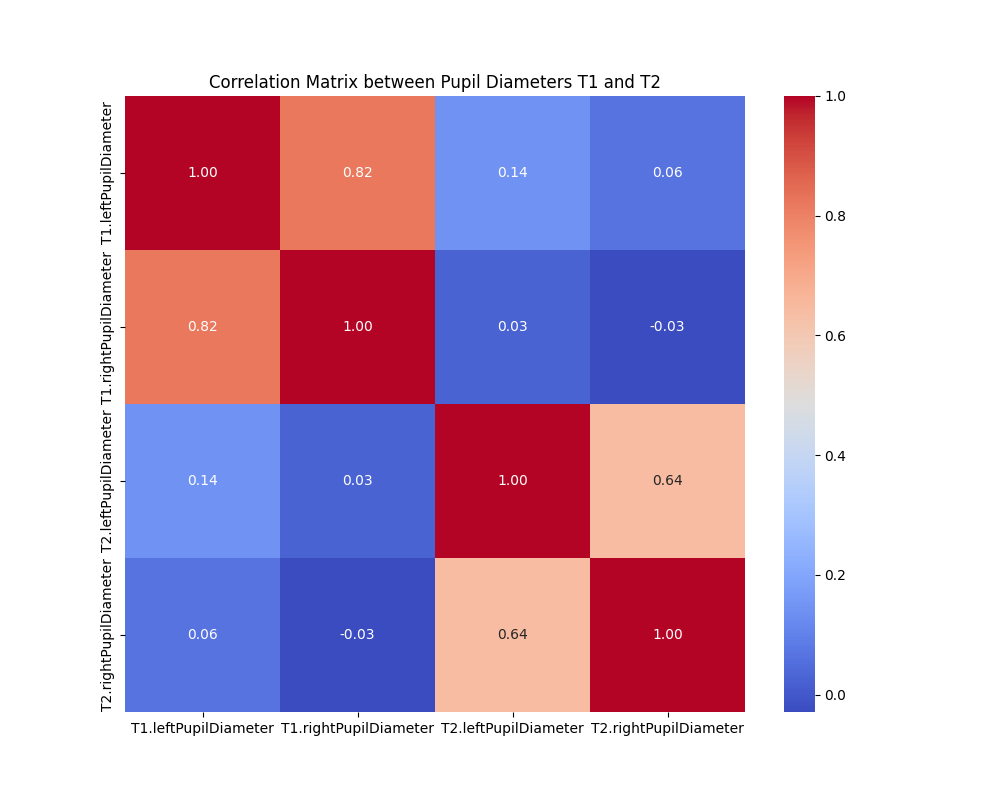 Correlation Matrix between Pupil Diameters T1 and T2
T1.leftPupilDiameter
1.00 0.82 0.14 0.06
T1.rightPupilDiameter
0.82 1.00 0.03 -0.03
T2.leftPupilDiameter
0.14 0.03 1.00 0.64
T2.rightPupilDiameter
0.06 -0.03 0.64 1.00
T1.leftPupilDiameter T1.rightPupilDiameter T2.leftPupilDiameter T2.rightPupilDiameter
1.0
0.8
0.6
0.4
0.2
0.0